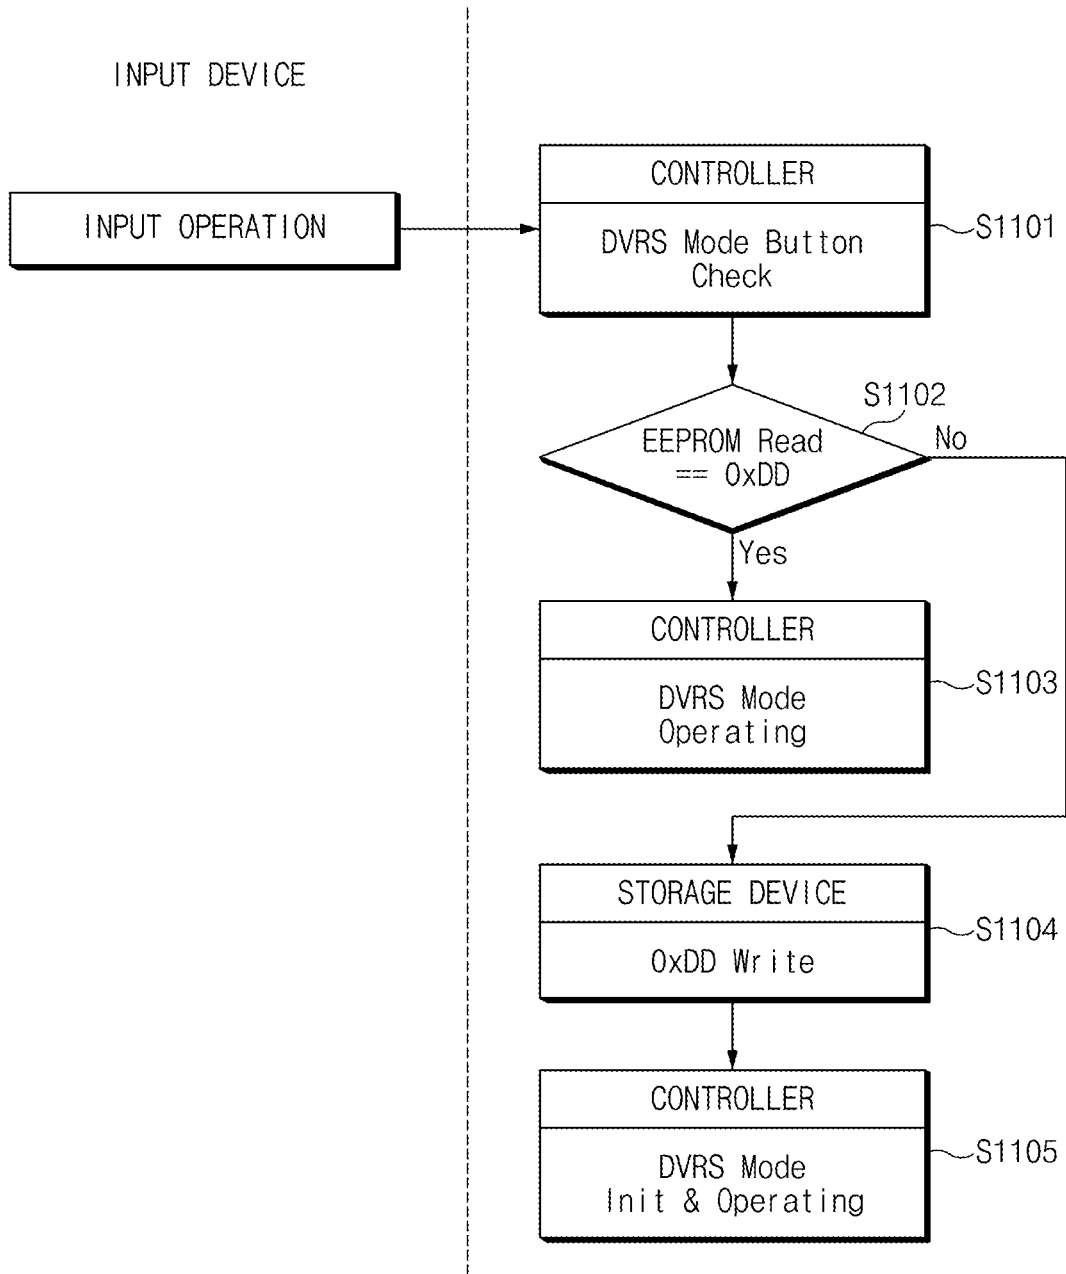 INPUT DEVICE
INPUT OPERATION
CONTROLLER
DVRS Mode Button
Check
S1101
S1102
EEPROM Read
== 0xDD
No
Yes
CONTROLLER
DVRS Mode
Operating
S1103
STORAGE DEVICE
0xDD Write
S1104
CONTROLLER
DVRS Mode
Init & Operating
S1105